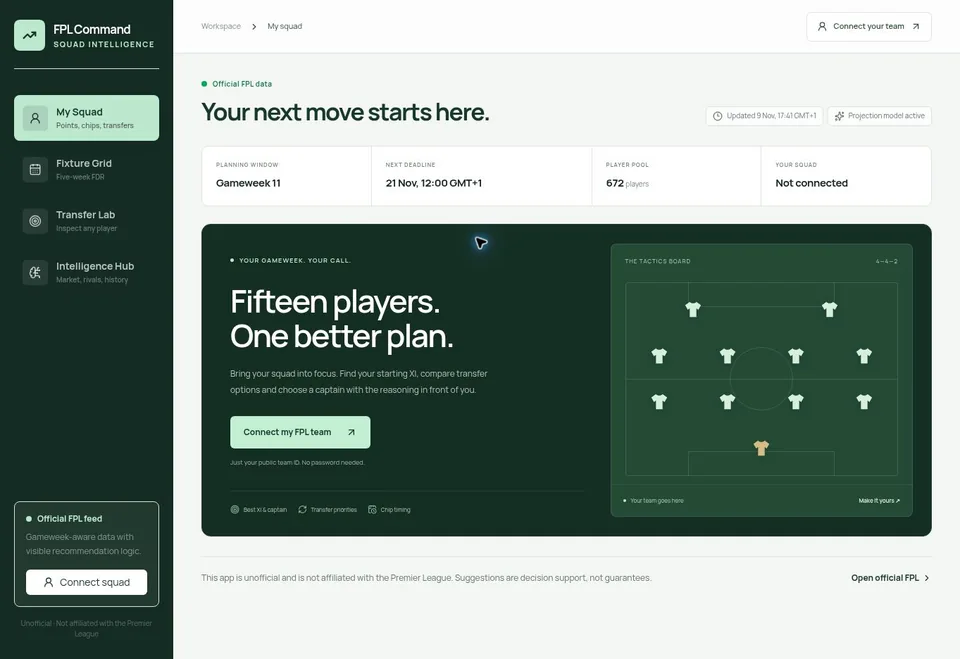 FPL Command
SQUAD INTELLIGENCE
My Squad
Points, chips, transfers
Fixture Grid
Five-week FDR
Transfer Lab
Inspect any player
Intelligence Hub
Market, rivals, history
Official FPL feed
Gameweek-aware data with
visible recommendation logic.
Connect squad
Unofficial · Not affiliated with the Premier
League
Workspace
My squad
Connect your team
Official FPL data
Your next move starts here.
Updated 9 Nov, 17:41 GMT+1
Projection model active
PLANNING WINDOW
Gameweek 11
NEXT DEADLINE
21 Nov, 12:00 GMT+1
PLAYER POOL
672 players
YOUR SQUAD
Not connected
YOUR GAMEWEEK. YOUR CALL.
Fifteen players.
One better plan.
Bring your squad into focus. Find your starting XI, compare transfer
options and choose a captain with the reasoning in front of you.
Connect my FPL team
Just your public team ID. No password needed.
Best XI & captain
Transfer priorities
Chip timing
THE TACTICS BOARD
4—4—2
Your team goes here
Make it yours ↗
This app is unofficial and is not affiliated with the Premier League. Suggestions are decision support, not guarantees.
Open official FPL